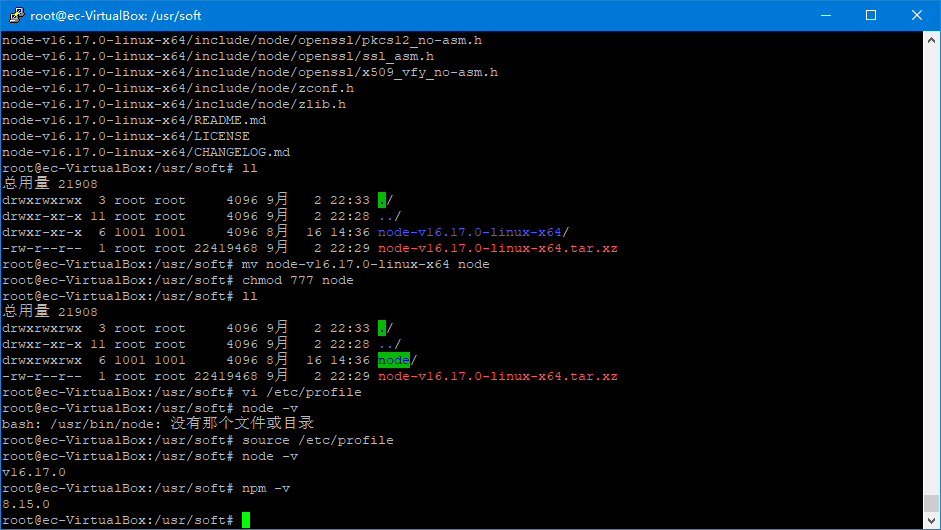 root@ec-VirtualBox: /usr/soft
node-v16.17.0-linux-x64/include/node/openssl/pkcs12_no-asm.h
node-v16.17.0-linux-x64/include/node/openssl/ssl_asm.h
node-v16.17.0-linux-x64/include/node/openssl/x509_vfy_no-asm.h
node-v16.17.0-linux-x64/include/node/zconf.h
node-v16.17.0-linux-x64/include/node/zlib.h
node-v16.17.0-linux-x64/README.md
node-v16.17.0-linux-x64/LICENSE
node-v16.17.0-linux-x64/CHANGELOG.md
root@ec-VirtualBox:/usr/soft# ll
总用量 21908
drwxrwxrwx  3 root root     4096 9月   2 22:33 ./
drwxr-xr-x 11 root root     4096 9月   2 22:28 ../
drwxr-xr-x  6 1001 1001     4096 8月  16 14:36 node-v16.17.0-linux-x64/
-rw-r--r--  1 root root 22419468 9月   2 22:29 node-v16.17.0-linux-x64.tar.xz
root@ec-VirtualBox:/usr/soft# mv node-v16.17.0-linux-x64 node
root@ec-VirtualBox:/usr/soft# chmod 777 node
root@ec-VirtualBox:/usr/soft# ll
总用量 21908
drwxrwxrwx  3 root root     4096 9月   2 22:33 ./
drwxr-xr-x 11 root root     4096 9月   2 22:28 ../
drwxrwxrwx  6 1001 1001     4096 8月  16 14:36 node/
-rw-r--r--  1 root root 22419468 9月   2 22:29 node-v16.17.0-linux-x64.tar.xz
root@ec-VirtualBox:/usr/soft# vi /etc/profile
root@ec-VirtualBox:/usr/soft# node -v
bash: /usr/bin/node: 没有那个文件或目录
root@ec-VirtualBox:/usr/soft# source /etc/profile
root@ec-VirtualBox:/usr/soft# node -v
v16.17.0
root@ec-VirtualBox:/usr/soft# npm -v
8.15.0
root@ec-VirtualBox:/usr/soft#